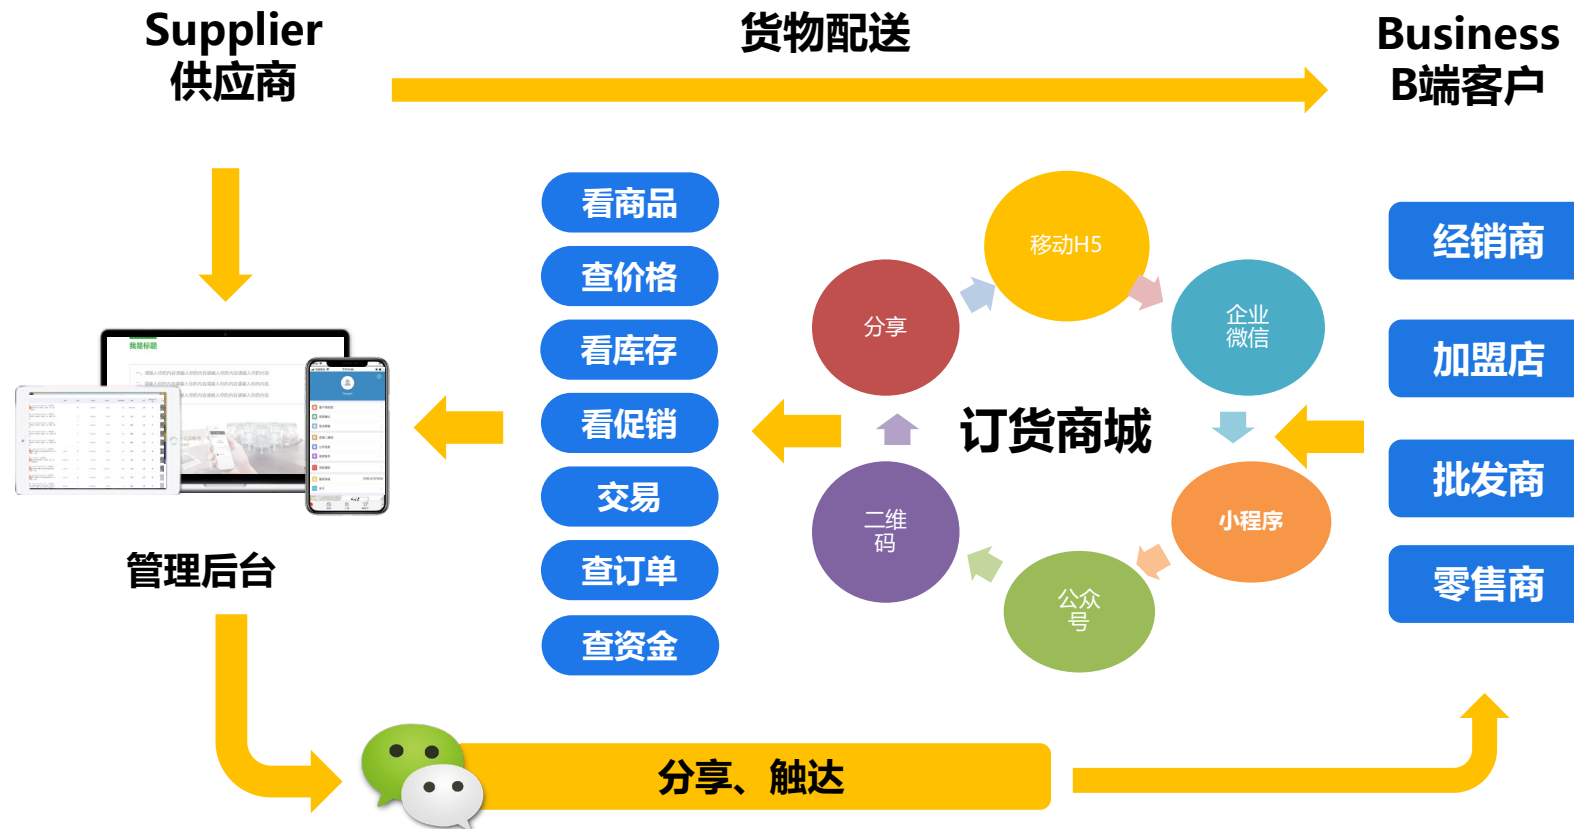 Supplier
供应商
货物配送
Business
B端客户
看商品
查价格
看库存
看促销
交易
查订单
查资金
移动H5
分享
企业
微信
订货商城
二维
码
小程序
公众
号
经销商
加盟店
批发商
零售商
我是标题
管理后台
分享、触达